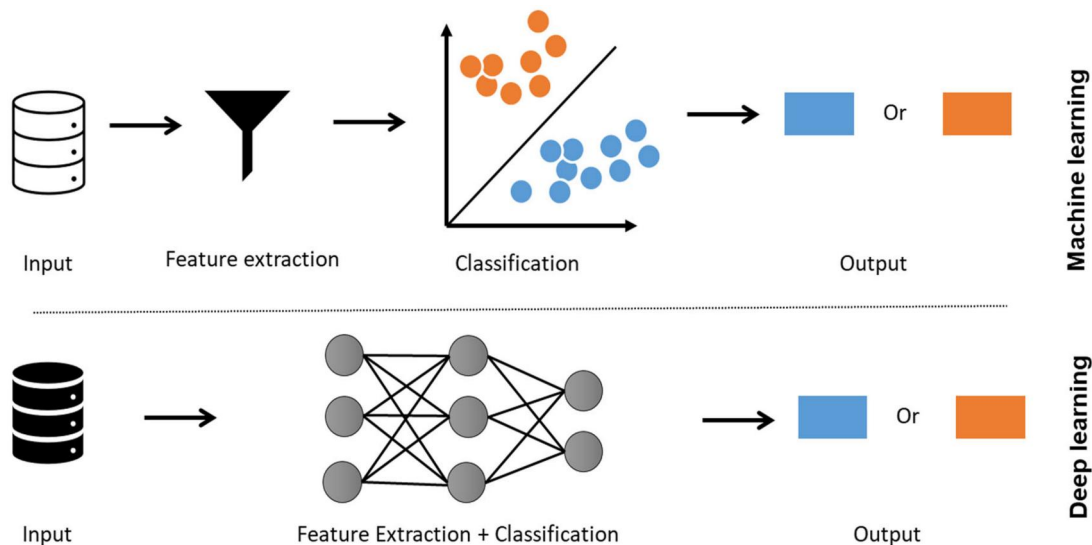 Or
Input
Feature extraction
Classification
Output
Machine learning
Or
Input
Feature Extraction + Classification
Output
Deep learning